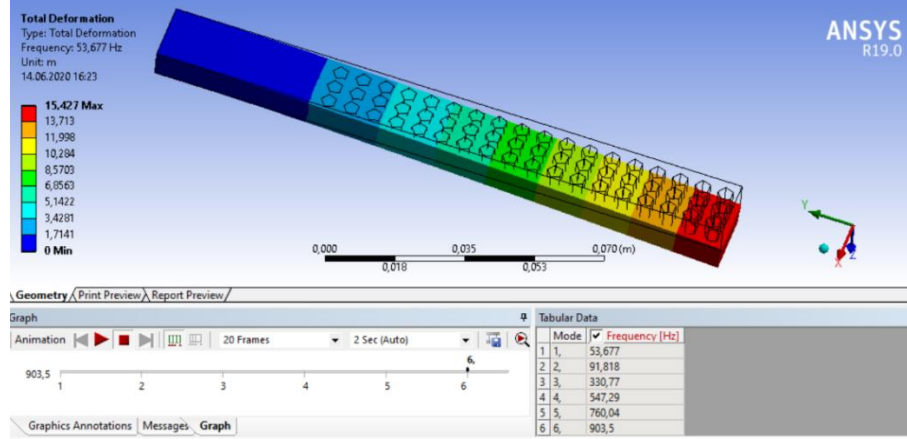 Total Deformation
Type: Total Deformation
Frequency: 53,677 Hz
Unit: m
14.06.2020 16:23
15,427 Max
13,713
11,998
10,284
8,5703
6,8563
5,1422
3,4281
1,7141
0 Min
ANSYS
R19.0
Y
X
Z
0,000 0,035 0,070 (m)
0,018 0,053
Geometry Print Preview Report Preview
Graph
Animation 20 Frames 2 Sec (Auto)
6,
903,5
1 2 3 4 5 6
Graphics Annotations Messages Graph
Tabular Data
Mode Frequency [Hz]
1 1, 53,677
2 2, 91,818
3 3, 330,77
4 4, 547,29
5 5, 760,04
6 6, 903,5